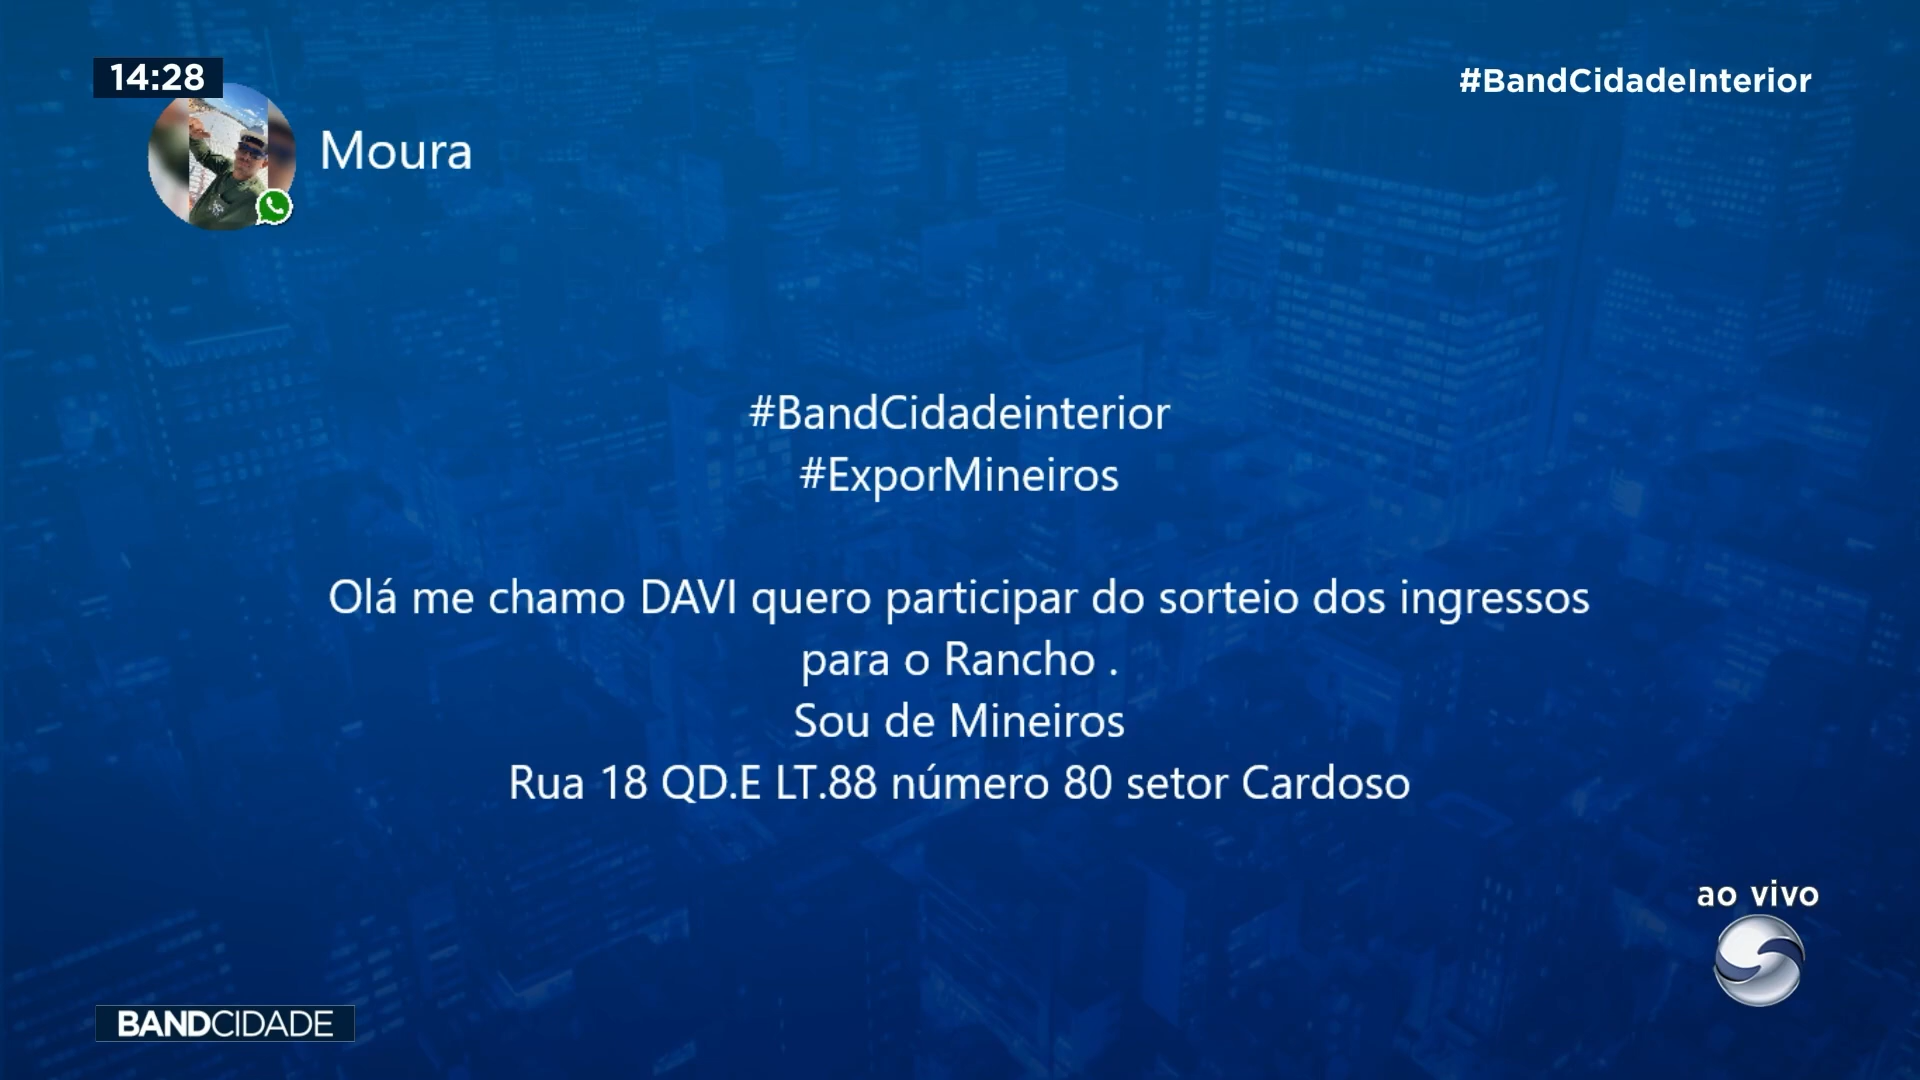 14:28
#BandCidadeInterior
Moura
#BandCidadeinterior
#ExporMineiros
Olá me chamo DAVI quero participar do sorteio dos ingressos
para o Rancho .
Sou de Mineiros
Rua 18 QD.E LT.88 número 80 setor Cardoso
ao vivo
BANDCIDADE